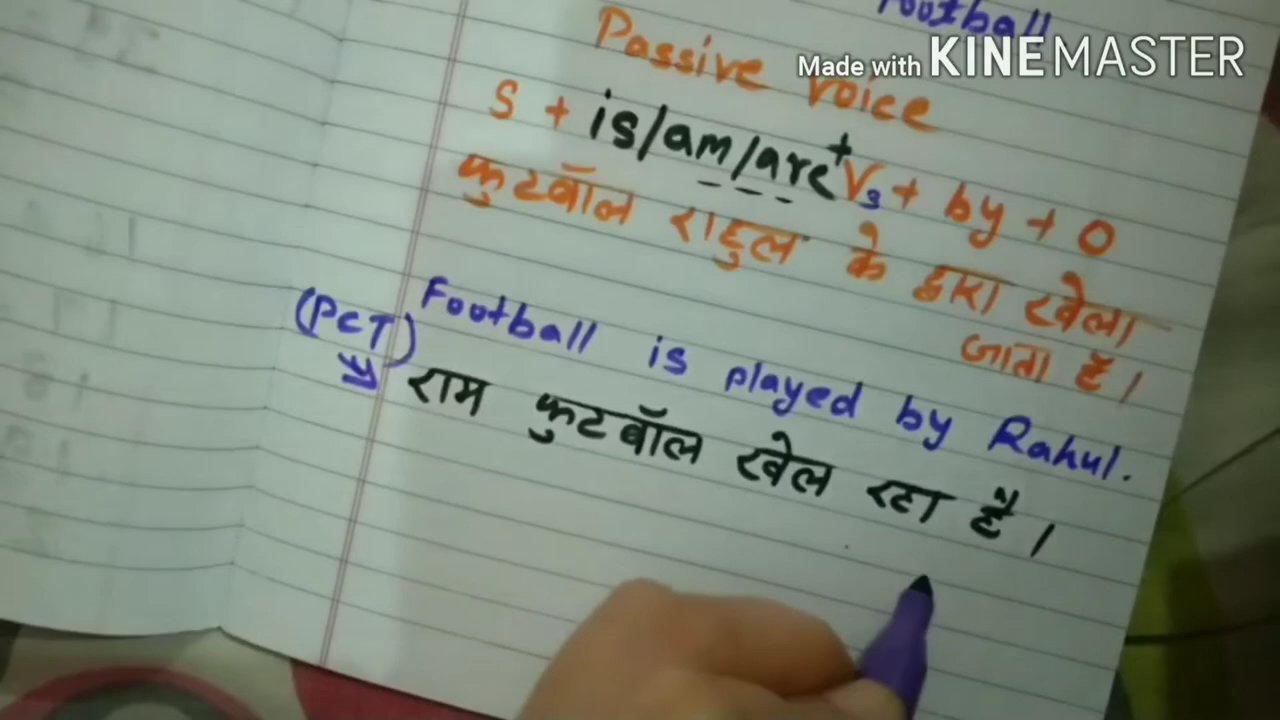 Football
Made with KINEMASTER
Passive voice
S + is/am/are + V3 + by + O
फुटबॉल राहुल के द्वारा खेला
जाता है।
Football is played by Rahul.
(PCT)
राम फुटबॉल खेल रहा है।